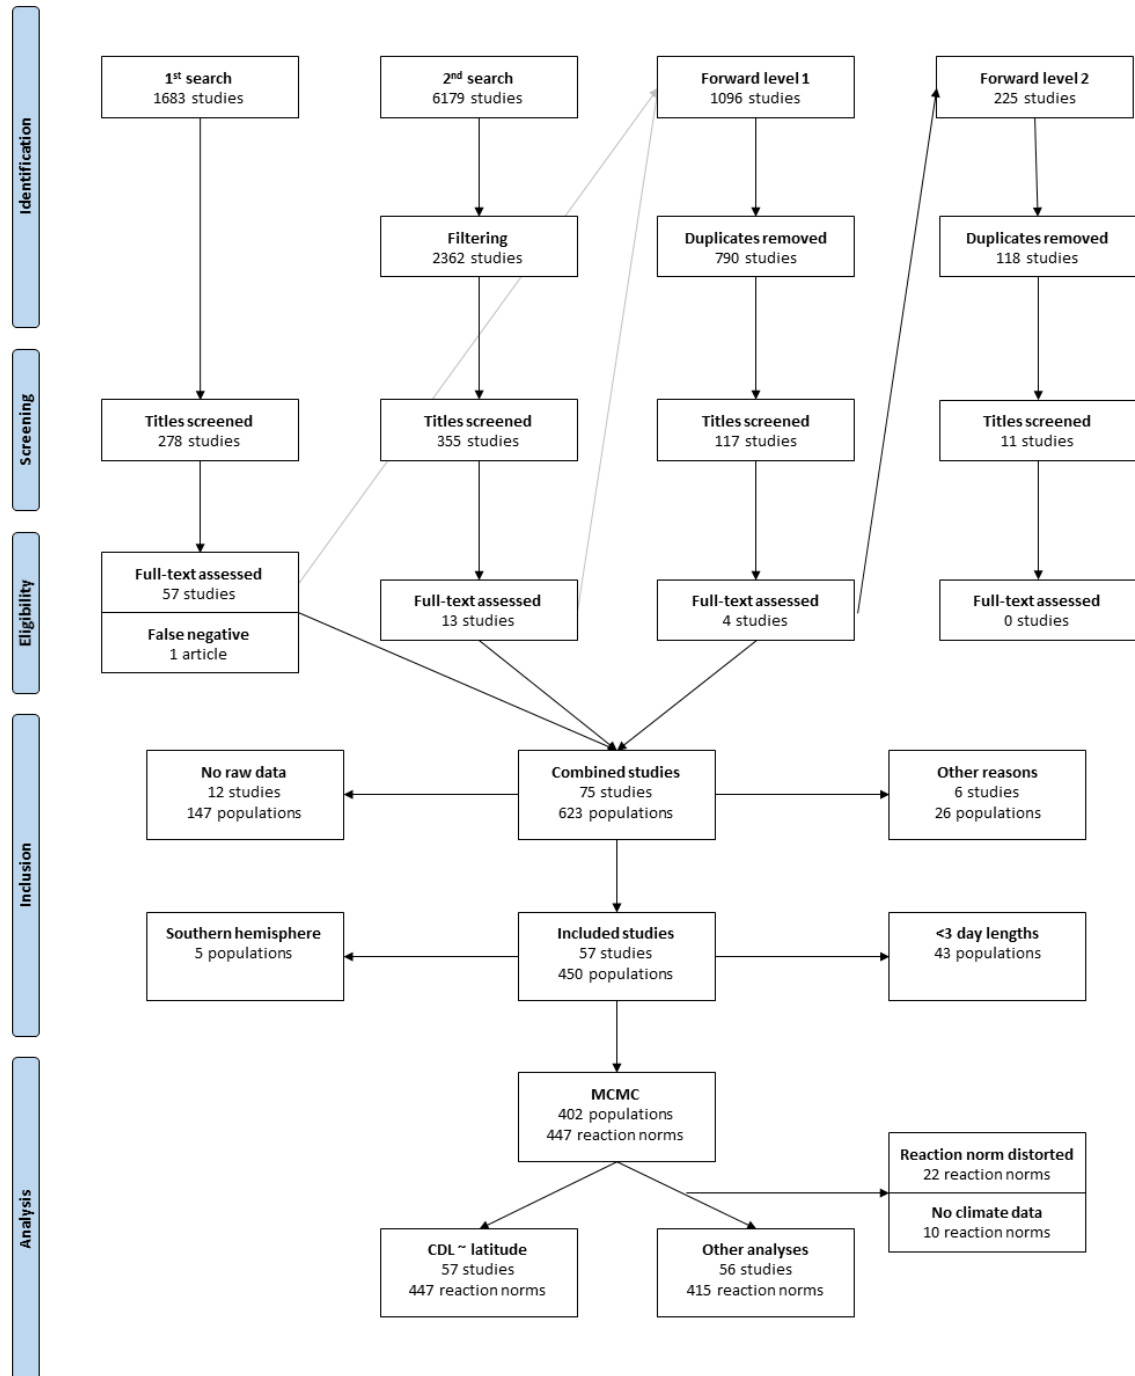 Identification
1st search
1683 studies
2nd search
6179 studies
Forward level 1
1096 studies
Forward level 2
225 studies
Filtering
2362 studies
Duplicates removed
790 studies
Duplicates removed
118 studies
Screening
Titles screened
278 studies
Titles screened
355 studies
Titles screened
117 studies
Titles screened
11 studies
Eligibility
Full-text assessed
57 studies
False negative
1 article
Full-text assessed
13 studies
Full-text assessed
4 studies
Full-text assessed
0 studies
Inclusion
No raw data
12 studies
147 populations
Combined studies
75 studies
623 populations
Other reasons
6 studies
26 populations
Southern hemisphere
5 populations
Included studies
57 studies
450 populations
<3 day lengths
43 populations
Analysis
MCMC
402 populations
447 reaction norms
Reaction norm distorted
22 reaction norms
No climate data
10 reaction norms
CDL ~ latitude
57 studies
447 reaction norms
Other analyses
56 studies
415 reaction norms